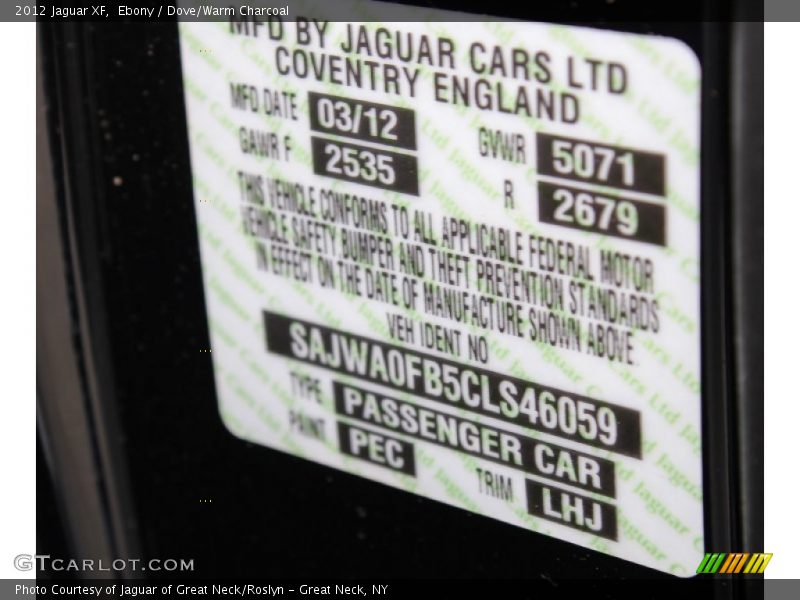 2012 Jaguar XF, Ebony / Dove/Warm Charcoal
MFD BY JAGUAR CARS LTD
COVENTRY ENGLAND
MFD DATE 03/12 GVWR 5071
GAWR F 2535 R 2679
THIS VEHICLE CONFORMS TO ALL APPLICABLE FEDERAL MOTOR
VEHICLE SAFETY BUMPER AND THEFT PREVENTION STANDARDS
IN EFFECT ON THE DATE OF MANUFACTURE SHOWN ABOVE.
VEH IDENT NO
SAJWA0FB5CLS46059
TYPE PASSENGER CAR
PAINT PEC TRIM LHJ
GTCARLOT.COM
Photo Courtesy of Jaguar of Great Neck/Roslyn - Great Neck, NY